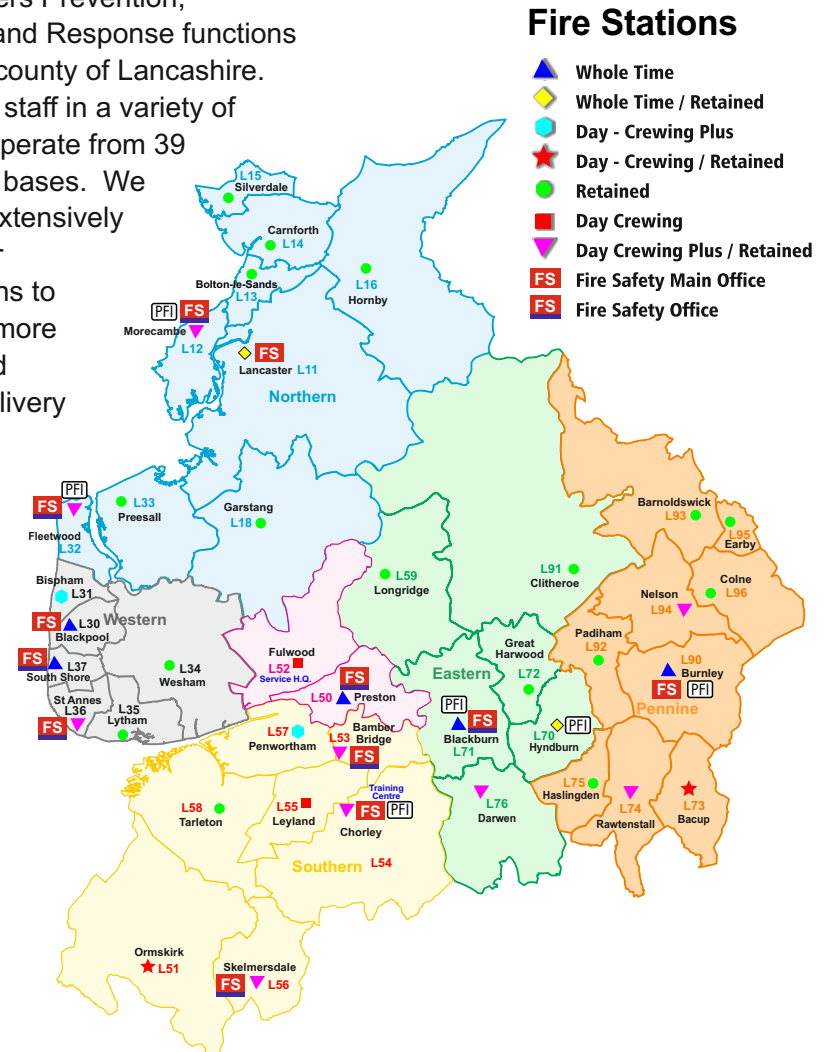 ers Prevention,
and Response functions
county of Lancashire.
staff in a variety of
perate from 39
bases. We
xtensively
ns to
more
d
livery
Fire Stations
Whole Time
Whole Time / Retained
Day - Crewing Plus
Day - Crewing / Retained
Retained
Day Crewing
Day Crewing Plus / Retained
FS Fire Safety Main Office
FS Fire Safety Office
L15
Silverdale
Carnforth
L14
Bolton-le-Sands
L13
L16
Hornby
PFI FS
Morecambe
L12
FS
Lancaster L11
Northern
PFI
FS
Fleetwood
L32
L33
Preesall
Garstang
L18
Bispham
L31
FS
L30
Blackpool
Western
FS
L37
South Shore
St Annes
L36
FS
L35
Lytham
L34
Wesham
Fulwood
L52
Service H.Q.
FS
L50 Preston
L59
Longridge
L91
Clitheroe
Great
Harwood
L72
Eastern
PFI FS
Blackburn
L71
PFI
L70
Hyndburn
L76
Darwen
Barnoldswick
L93
L95
Earby
Colne
L96
Nelson
L94
Padiham
L92
L90
Burnley
FS PFI
Pennine
L75
Haslingden
L74
Rawtenstall
L73
Bacup
L57
Penwortham
Bamber
Bridge
L53
FS
L58
Tarleton
L55
Leyland
Training
Centre
FS PFI
Chorley
Southern L54
Ormskirk
L51
Skelmersdale
FS L56